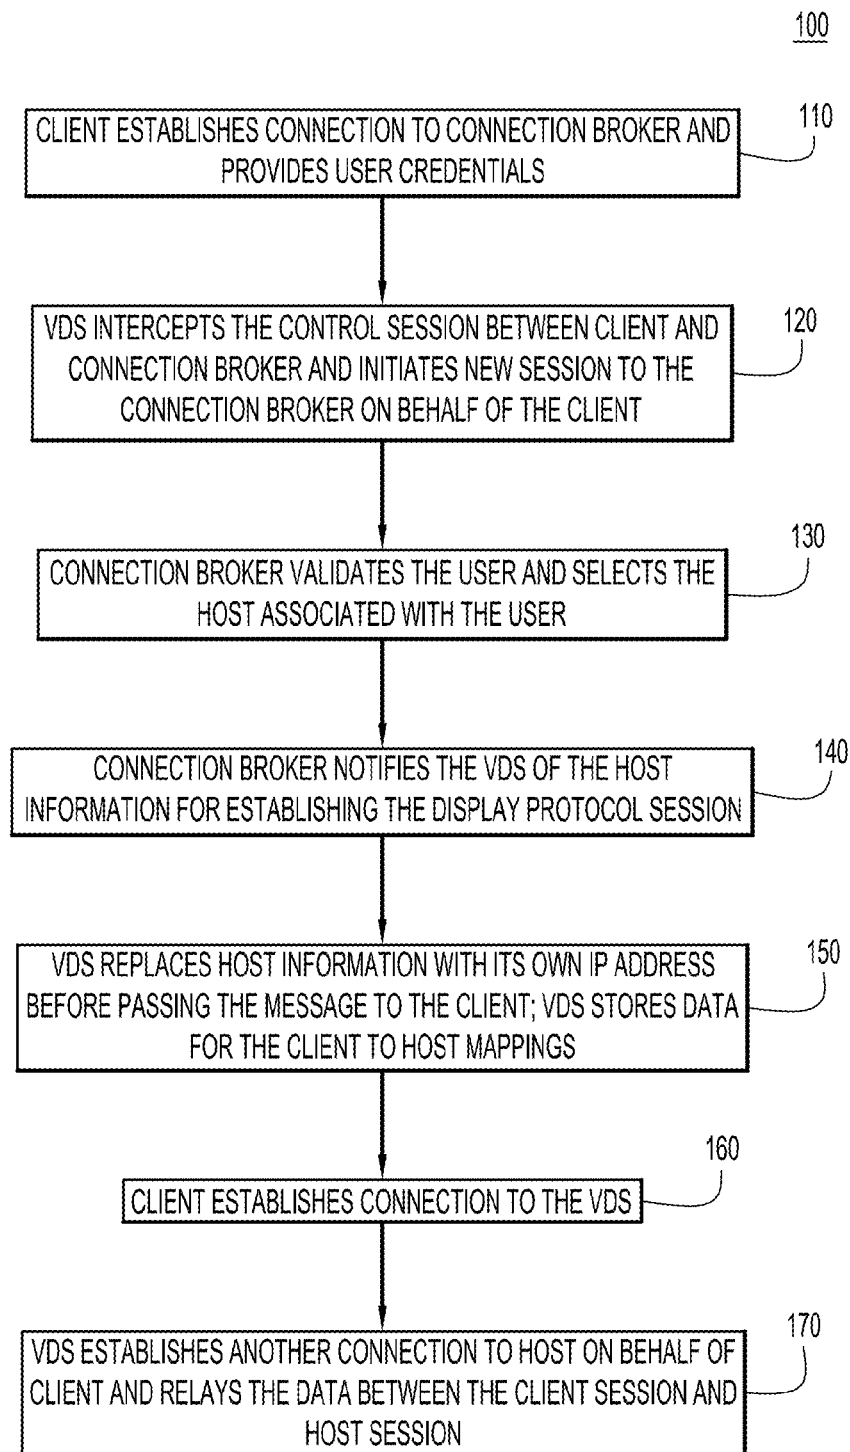 100
110
CLIENT ESTABLISHES CONNECTION TO CONNECTION BROKER AND
PROVIDES USER CREDENTIALS
120
VDS INTERCEPTS THE CONTROL SESSION BETWEEN CLIENT AND
CONNECTION BROKER AND INITIATES NEW SESSION TO THE
CONNECTION BROKER ON BEHALF OF THE CLIENT
130
CONNECTION BROKER VALIDATES THE USER AND SELECTS THE
HOST ASSOCIATED WITH THE USER
140
CONNECTION BROKER NOTIFIES THE VDS OF THE HOST
INFORMATION FOR ESTABLISHING THE DISPLAY PROTOCOL SESSION
150
VDS REPLACES HOST INFORMATION WITH ITS OWN IP ADDRESS
BEFORE PASSING THE MESSAGE TO THE CLIENT; VDS STORES DATA
FOR THE CLIENT TO HOST MAPPINGS
160
CLIENT ESTABLISHES CONNECTION TO THE VDS
170
VDS ESTABLISHES ANOTHER CONNECTION TO HOST ON BEHALF OF
CLIENT AND RELAYS THE DATA BETWEEN THE CLIENT SESSION AND
HOST SESSION